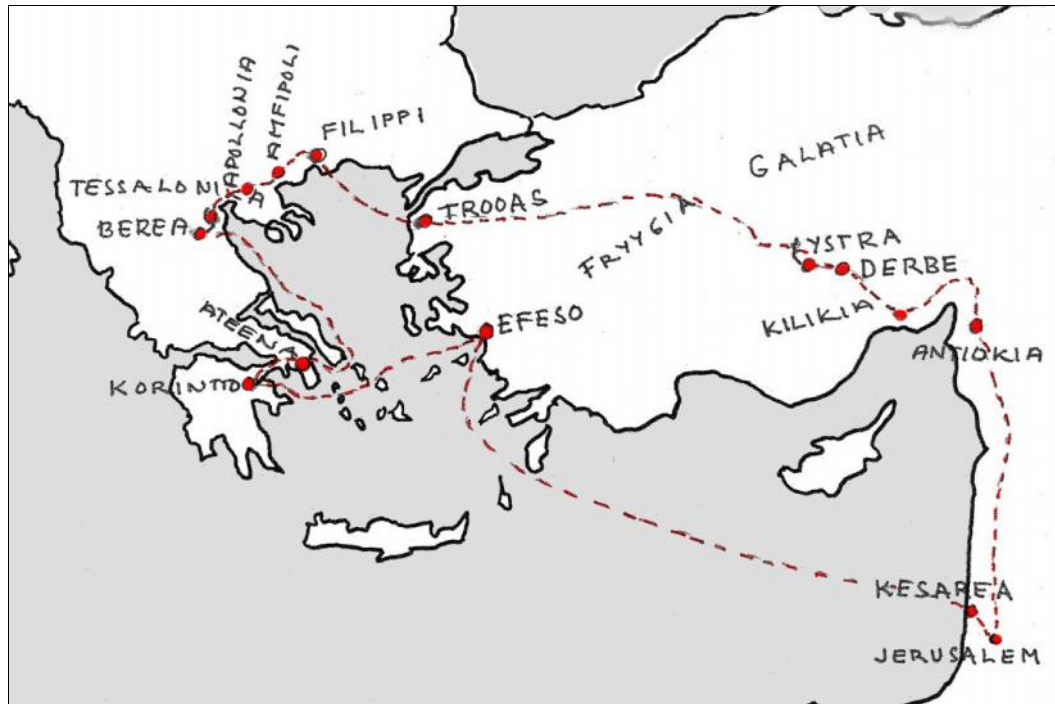 APOLLONIA
AMFIPOLI
FILIPPI
GALATIA
TESSALONIKA
TROOAS
BEREA
FRYYGIA
LYSTRA
DERBE
ATEENA
EFESO
KILIKIA
ANTIOKIA
KORINTTO
KESAREA
JERUSALEM